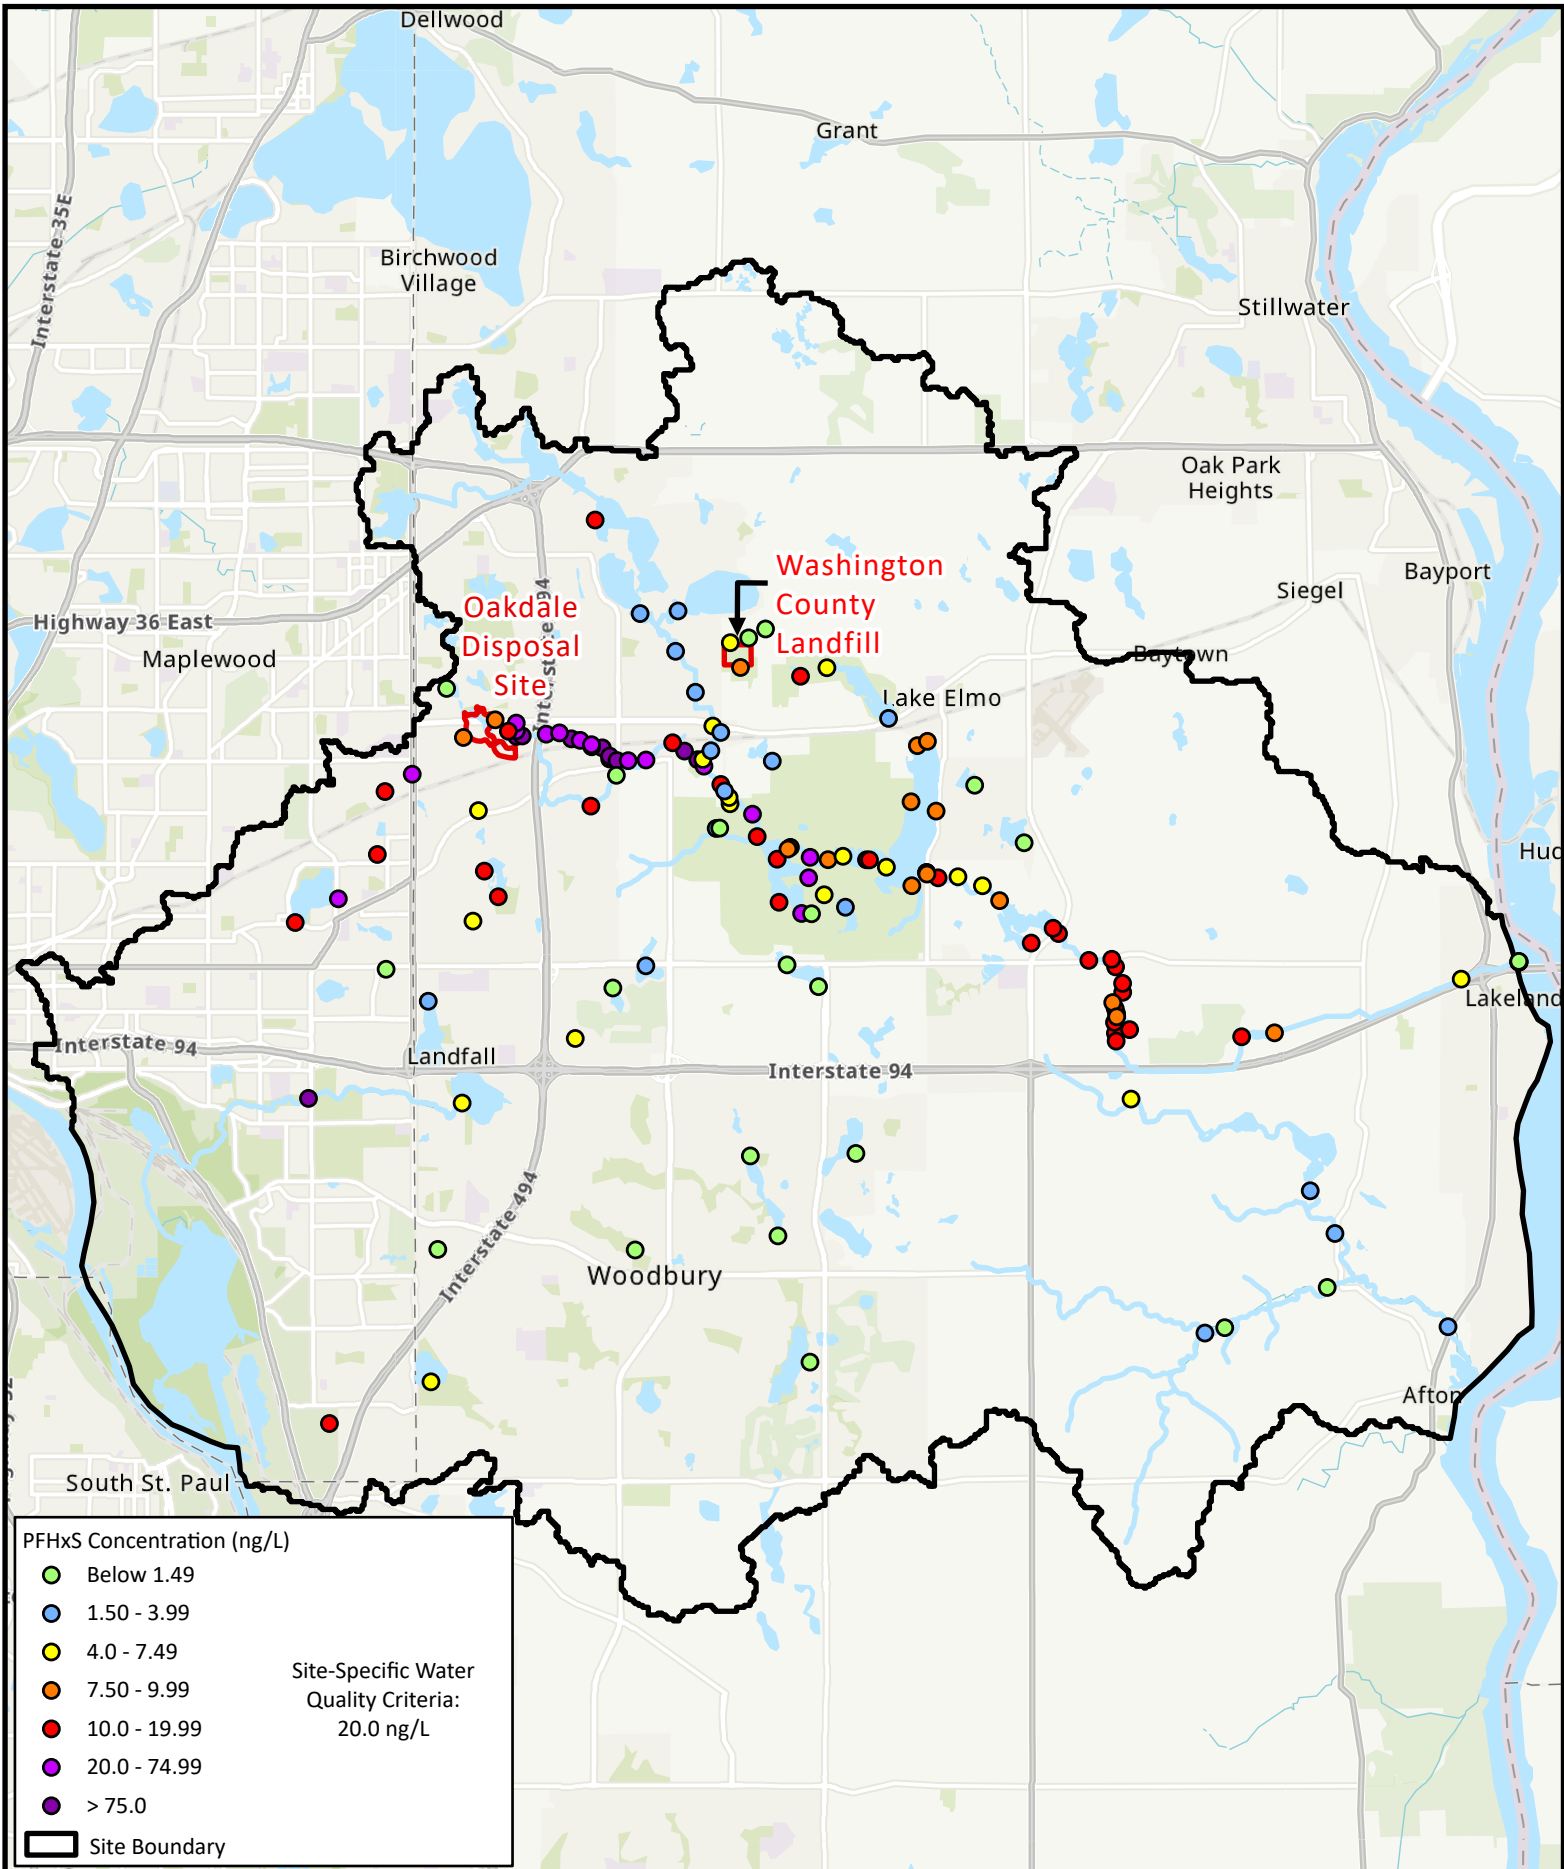 Dellwood
Grant
Interstate 35E
Birchwood
Village
Stillwater
Oak Park
Heights
Bayport
Siegel
Washington
County
Landfill
Oakdale
Disposal
Site
Highway 36 East
Maplewood
Baytown
Lake Elmo
Lakeland
Interstate 94
Landfall
Interstate 94
Interstate 494
Woodbury
Afton
South St. Paul
PFHxS Concentration (ng/L)
Below 1.49
1.50 - 3.99
4.0 - 7.49
7.50 - 9.99
10.0 - 19.99
20.0 - 74.99
> 75.0
Site Boundary
Site-Specific Water
Quality Criteria:
20.0 ng/L